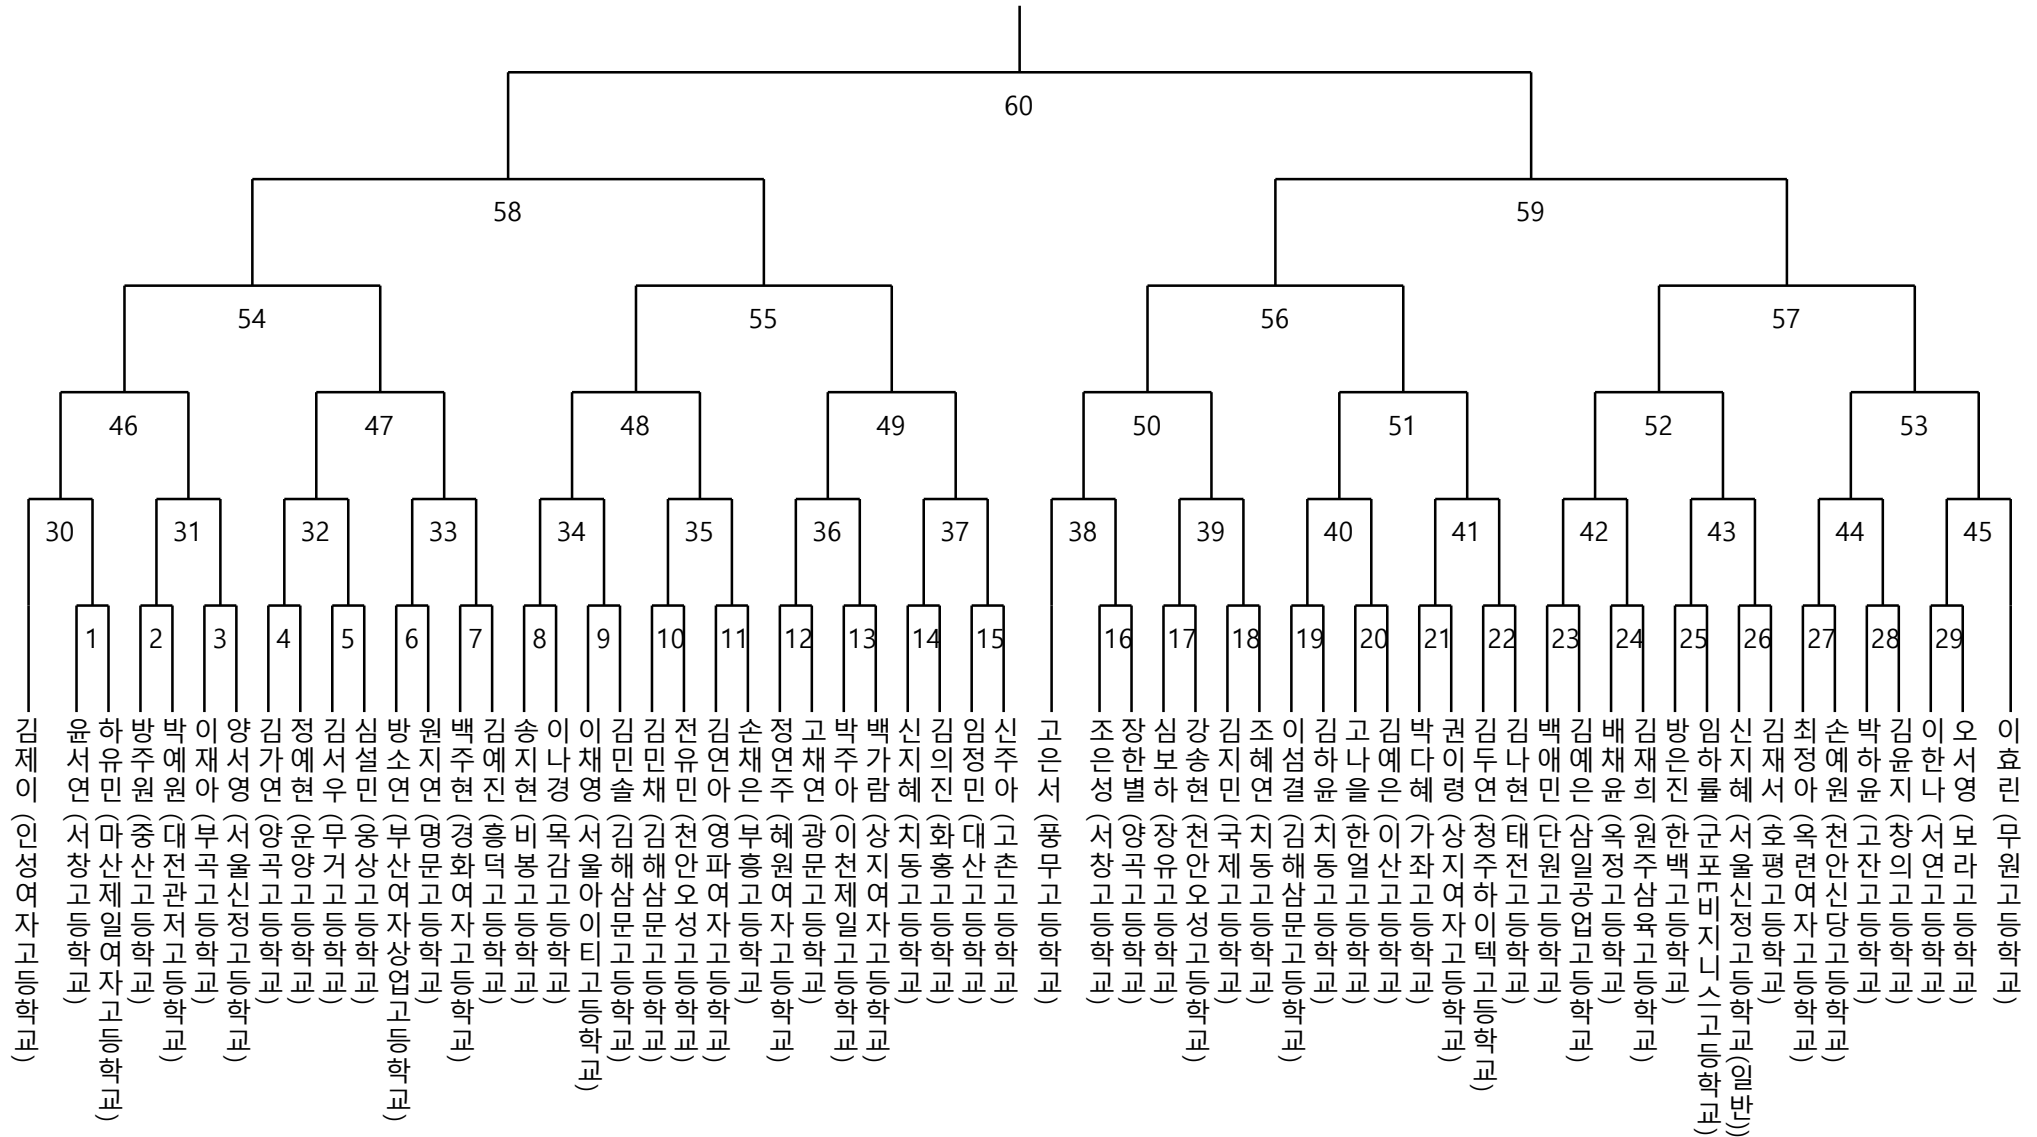 60
58
59
54
55
56
57
46
47
48
49
50
51
52
53
30
31
32
33
34
35
36
37
38
39
40
41
42
43
44
45
1
2
3
4
5
6
7
8
9
10
11
12
13
14
15
16
17
18
19
20
21
22
23
24
25
26
27
28
29
김제이 (인성여자고등학교)
윤서연 (서창고등학교)
하유민 (마산제일여자고등학교)
방주원 (중산고등학교)
박예원 (대전관저고등학교)
이재아 (부곡고등학교)
양서영 (서울신정고등학교)
김가연 (양곡고등학교)
정예현 (운양고등학교)
김서우 (무거고등학교)
심설민 (웅상고등학교)
방소연 (부산여자상업고등학교)
원지연 (명문고등학교)
백주현 (경화여자고등학교)
김예진 (흥덕고등학교)
송지현 (비봉고등학교)
이나경 (목감고등학교)
이채영 (서울아이티고등학교)
김민솔 (김해삼문고등학교)
김민채 (김해삼문고등학교)
전유민 (천안오성고등학교)
김연아 (영파여자고등학교)
손채은 (부흥고등학교)
정연주 (혜원여자고등학교)
고채연 (광문고등학교)
박주아 (이천제일고등학교)
백가람 (상지여자고등학교)
신지혜 (치동고등학교)
김의진 (화홍고등학교)
임정민 (대산고등학교)
신주아 (고촌고등학교)
고은서 (풍무고등학교)
조은성 (서창고등학교)
장한별 (양곡고등학교)
심보하 (장유고등학교)
강송현 (천안오성고등학교)
김지민 (국제고등학교)
조혜연 (치동고등학교)
이섬결 (김해삼문고등학교)
김하윤 (치동고등학교)
고나을 (한얼고등학교)
김예은 (이산고등학교)
박다혜 (가좌고등학교)
권이령 (상지여자고등학교)
김두연 (청주하이텍고등학교)
김나현 (태전고등학교)
백애민 (단원고등학교)
김예은 (삼일공업고등학교)
배채윤 (옥정고등학교)
김재희 (원주삼육고등학교)
방은진 (한백고등학교)
임하률 (군포E비지니스고등학교)
신지혜 (서울신정고등학교(일반))
김재서 (호평고등학교)
최정아 (옥련여자고등학교)
손예원 (천안신당고등학교)
박하윤 (고잔고등학교)
김윤지 (창의고등학교)
이한나 (서연고등학교)
오서영 (보라고등학교)
이효린 (무원고등학교)